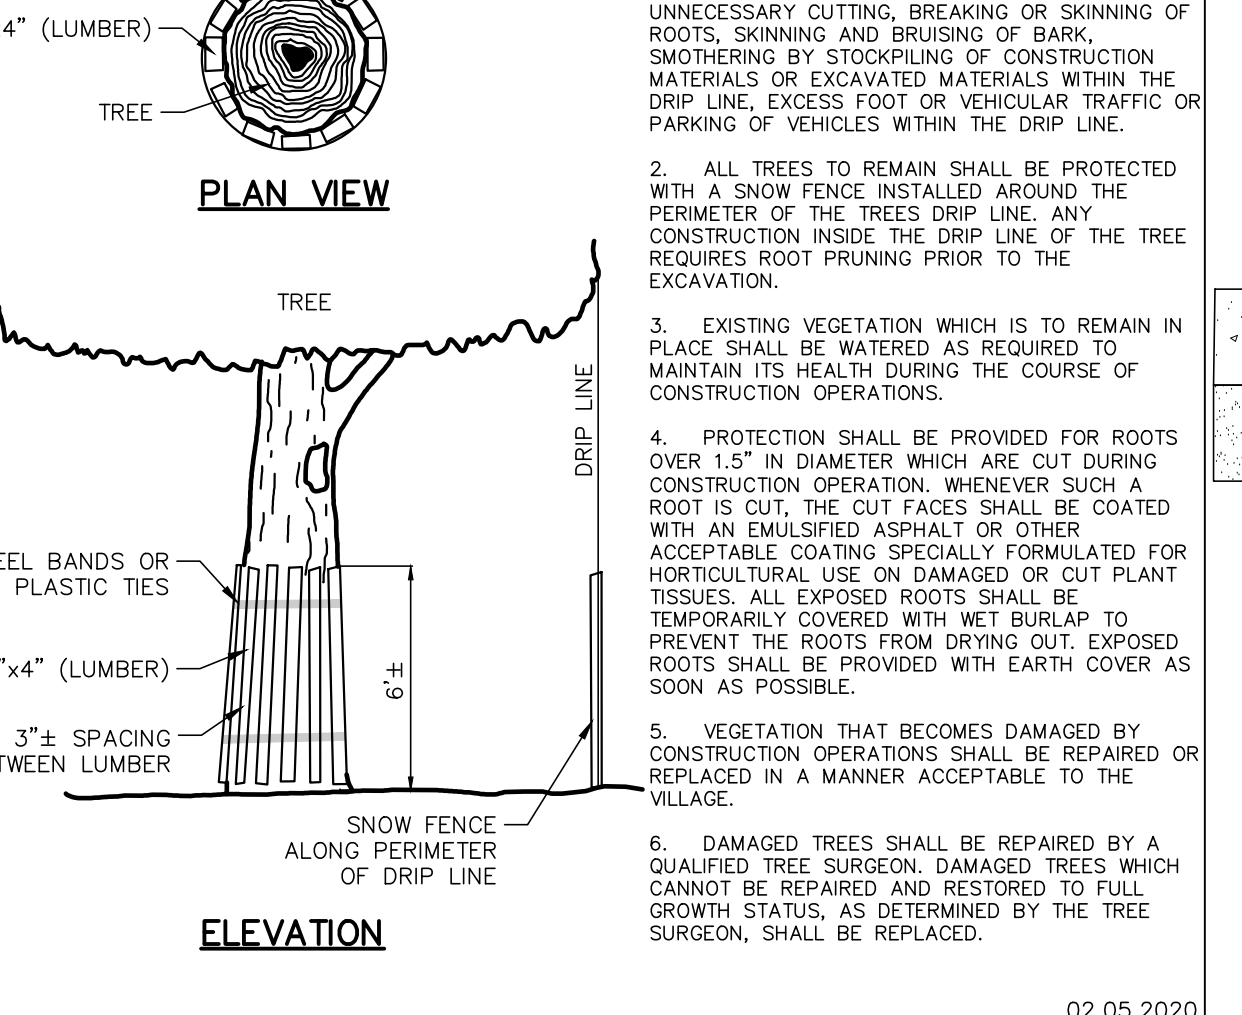 4" (LUMBER)
TREE
PLAN VIEW
TREE
DRIP LINE
EEL BANDS OR
PLASTIC TIES
"x4" (LUMBER)
6'±
3"± SPACING
TWEEN LUMBER
SNOW FENCE
ALONG PERIMETER
OF DRIP LINE
ELEVATION
UNNECESSARY CUTTING, BREAKING OR SKINNING OF
ROOTS, SKINNING AND BRUISING OF BARK,
SMOTHERING BY STOCKPILING OF CONSTRUCTION
MATERIALS OR EXCAVATED MATERIALS WITHIN THE
DRIP LINE, EXCESS FOOT OR VEHICULAR TRAFFIC OR
PARKING OF VEHICLES WITHIN THE DRIP LINE.
2. ALL TREES TO REMAIN SHALL BE PROTECTED
WITH A SNOW FENCE INSTALLED AROUND THE
PERIMETER OF THE TREES DRIP LINE. ANY
CONSTRUCTION INSIDE THE DRIP LINE OF THE TREE
REQUIRES ROOT PRUNING PRIOR TO THE
EXCAVATION.
3. EXISTING VEGETATION WHICH IS TO REMAIN IN
PLACE SHALL BE WATERED AS REQUIRED TO
MAINTAIN ITS HEALTH DURING THE COURSE OF
CONSTRUCTION OPERATIONS.
4. PROTECTION SHALL BE PROVIDED FOR ROOTS
OVER 1.5" IN DIAMETER WHICH ARE CUT DURING
CONSTRUCTION OPERATION. WHENEVER SUCH A
ROOT IS CUT, THE CUT FACES SHALL BE COATED
WITH AN EMULSIFIED ASPHALT OR OTHER
ACCEPTABLE COATING SPECIALLY FORMULATED FOR
HORTICULTURAL USE ON DAMAGED OR CUT PLANT
TISSUES. ALL EXPOSED ROOTS SHALL BE
TEMPORARILY COVERED WITH WET BURLAP TO
PREVENT THE ROOTS FROM DRYING OUT. EXPOSED
ROOTS SHALL BE PROVIDED WITH EARTH COVER AS
SOON AS POSSIBLE.
5. VEGETATION THAT BECOMES DAMAGED BY
CONSTRUCTION OPERATIONS SHALL BE REPAIRED OR
REPLACED IN A MANNER ACCEPTABLE TO THE
VILLAGE.
6. DAMAGED TREES SHALL BE REPAIRED BY A
QUALIFIED TREE SURGEON. DAMAGED TREES WHICH
CANNOT BE REPAIRED AND RESTORED TO FULL
GROWTH STATUS, AS DETERMINED BY THE TREE
SURGEON, SHALL BE REPLACED.
02.05.2020